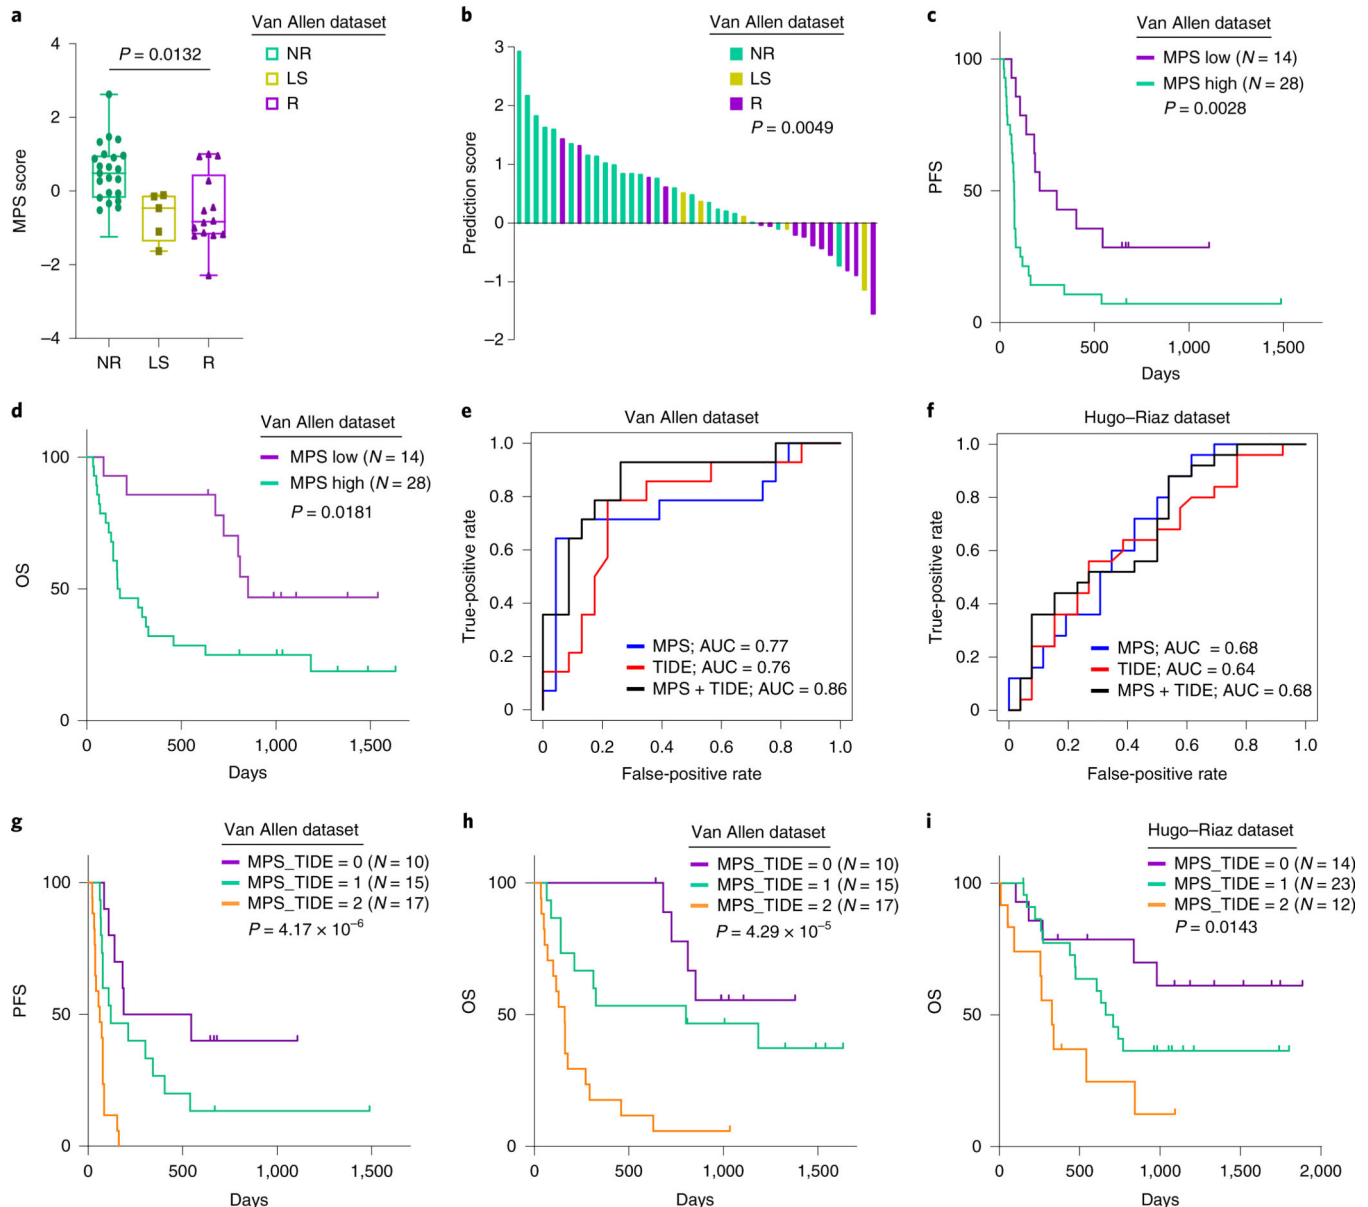 a
Van Allen dataset
NR
LS
R
P = 0.0132
MPS score
4
2
0
−2
−4
NR LS R
b
Van Allen dataset
NR
LS
R
P = 0.0049
Prediction score
3
2
1
0
−1
−2
c
Van Allen dataset
MPS low (N = 14)
MPS high (N = 28)
P = 0.0028
PFS
100
50
0
0 500 1,000 1,500
Days
d
Van Allen dataset
MPS low (N = 14)
MPS high (N = 28)
P = 0.0181
OS
100
50
0
0 500 1,000 1,500
Days
e
Van Allen dataset
True-positive rate
1.0
0.8
0.6
0.4
0.2
0
MPS; AUC = 0.77
TIDE; AUC = 0.76
MPS + TIDE; AUC = 0.86
0 0.2 0.4 0.6 0.8 1.0
False-positive rate
f
Hugo–Riaz dataset
True-positive rate
1.0
0.8
0.6
0.4
0.2
0
MPS; AUC = 0.68
TIDE; AUC = 0.64
MPS + TIDE; AUC = 0.68
0 0.2 0.4 0.6 0.8 1.0
False-positive rate
g
Van Allen dataset
MPS_TIDE = 0 (N = 10)
MPS_TIDE = 1 (N = 15)
MPS_TIDE = 2 (N = 17)
P = 4.17 × 10⁻⁶
PFS
100
50
0
0 500 1,000 1,500
Days
h
Van Allen dataset
MPS_TIDE = 0 (N = 10)
MPS_TIDE = 1 (N = 15)
MPS_TIDE = 2 (N = 17)
P = 4.29 × 10⁻⁵
OS
100
50
0
0 500 1,000 1,500
Days
i
Hugo–Riaz dataset
MPS_TIDE = 0 (N = 14)
MPS_TIDE = 1 (N = 23)
MPS_TIDE = 2 (N = 12)
P = 0.0143
OS
100
50
0
0 500 1,000 1,500 2,000
Days